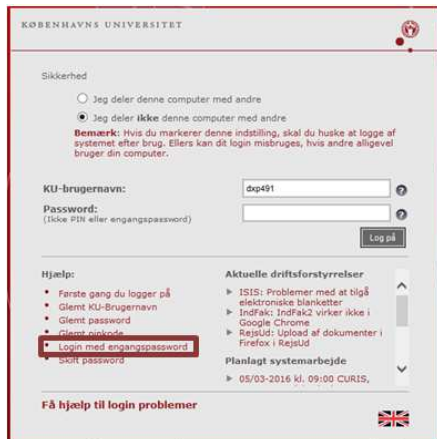 KØBENHAVNS UNIVERSITET
Sikkerhed
Jeg deler denne computer med andre
Jeg deler ikke denne computer med andre
Bemærk: Hvis du markerer denne indstilling, skal du huske at logge af
systemet efter brug. Ellers kan dit login misbruges, hvis andre alligevel
bruger din computer.
KU-brugernavn:
dxp491
Password:
(Ikke PIN eller engangspassword)
Log på
Hjælp:
Første gang du logger på
Glemt KU-Brugernavn
Glemt password
Glemt pinkode
Login med engangspassword
Skift password
Aktuelle driftsforstyrrelser
ISIS: Problemer med at tilgå
elektroniske blanketter
IndFak: IndFak2 virker ikke i
Google Chrome
RejsUd: Upload af dokumenter i
Firefox i RejsUd
Planlagt systemarbejde
05/03-2016 kl. 09:00 CURIS,
Få hjælp til login problemer